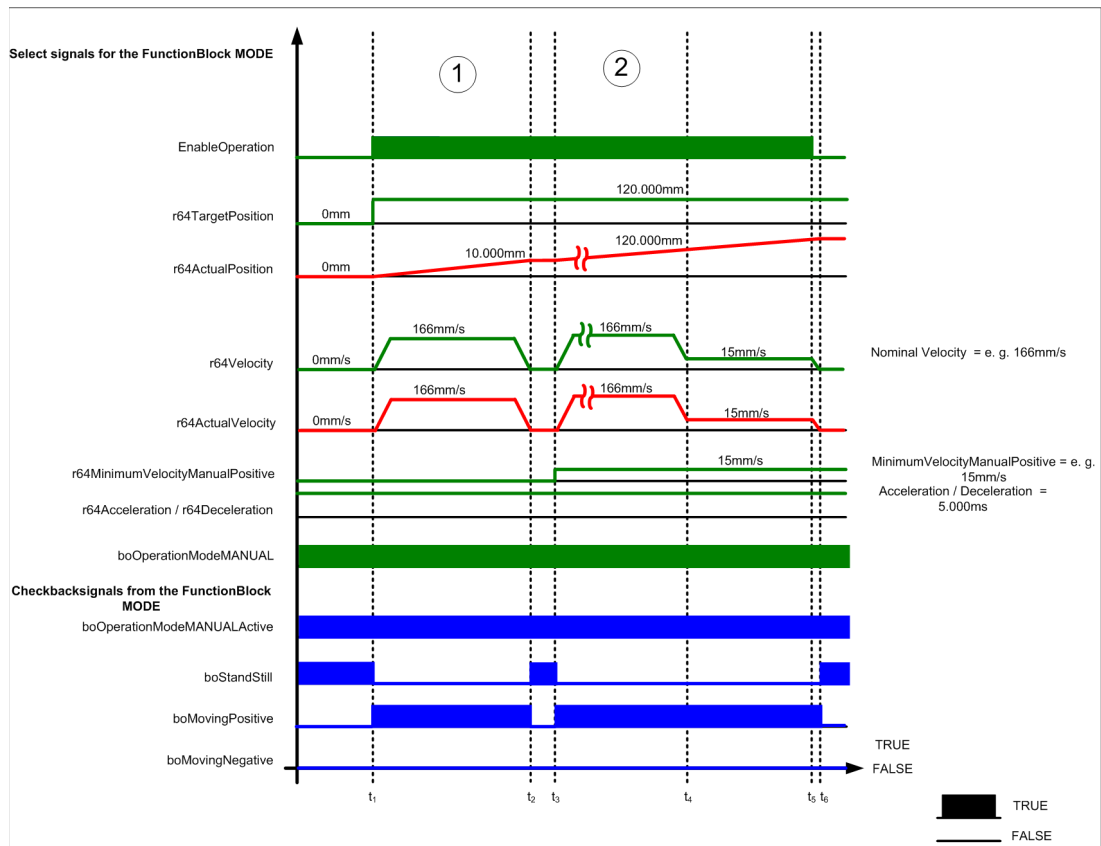 Select signals for the FunctionBlock MODE
1
2
EnableOperation
120.000mm
r64TargetPosition
0mm
120.000mm
10.000mm
r64ActualPosition
0mm
166mm/s
166mm/s
15mm/s
Nominal Velocity = e. g. 166mm/s
r64Velocity
0mm/s
166mm/s
166mm/s
15mm/s
r64ActualVelocity
0mm/s
15mm/s
r64MinimumVelocityManualPositive
MinimumVelocityManualPositive = e. g.
15mm/s
Acceleration / Deceleration =
5.000ms
r64Acceleration / r64Deceleration
boOperationModeMANUAL
Checkbacksignals from the FunctionBlock
MODE
boOperationModeMANUALActive
boStandStill
boMovingPositive
boMovingNegative
TRUE
FALSE
t1 t2 t3 t4 t5 t6
TRUE
FALSE